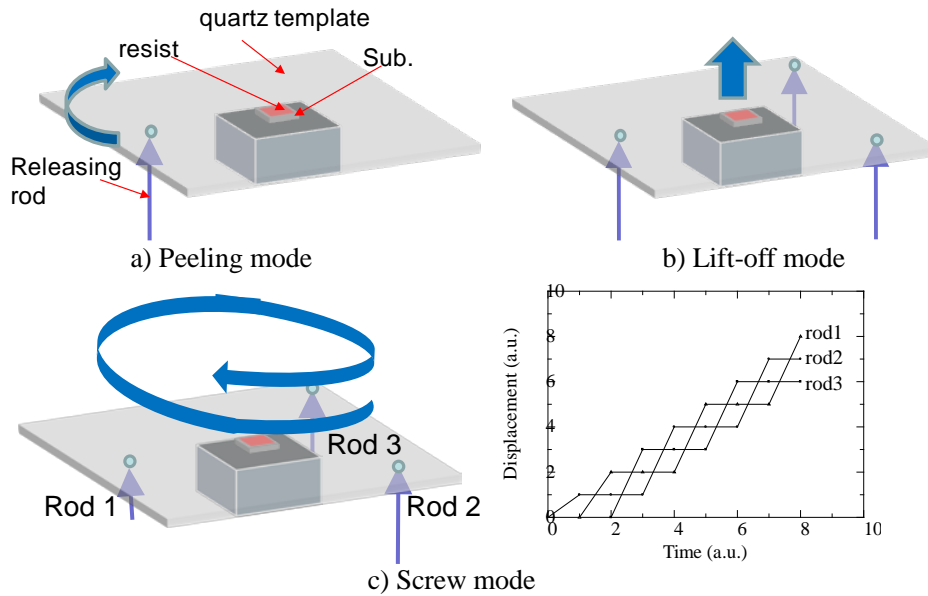 quartz template
resist
Sub.
Releasing
rod
a) Peeling mode
b) Lift-off mode
Rod 1
Rod 3
Rod 2
10
8
6
4
2
0
Displacement (a.u.)
rod1
rod2
rod3
0
2
4
6
8
10
Time (a.u.)
c) Screw mode